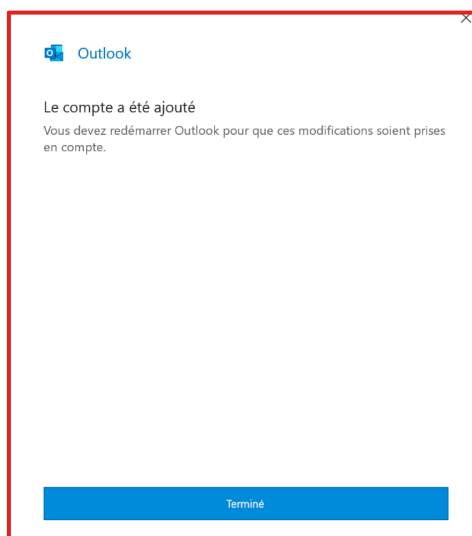 Outlook
Le compte a été ajouté
Vous devez redémarrer Outlook pour que ces modifications soient prises
en compte.
Terminé